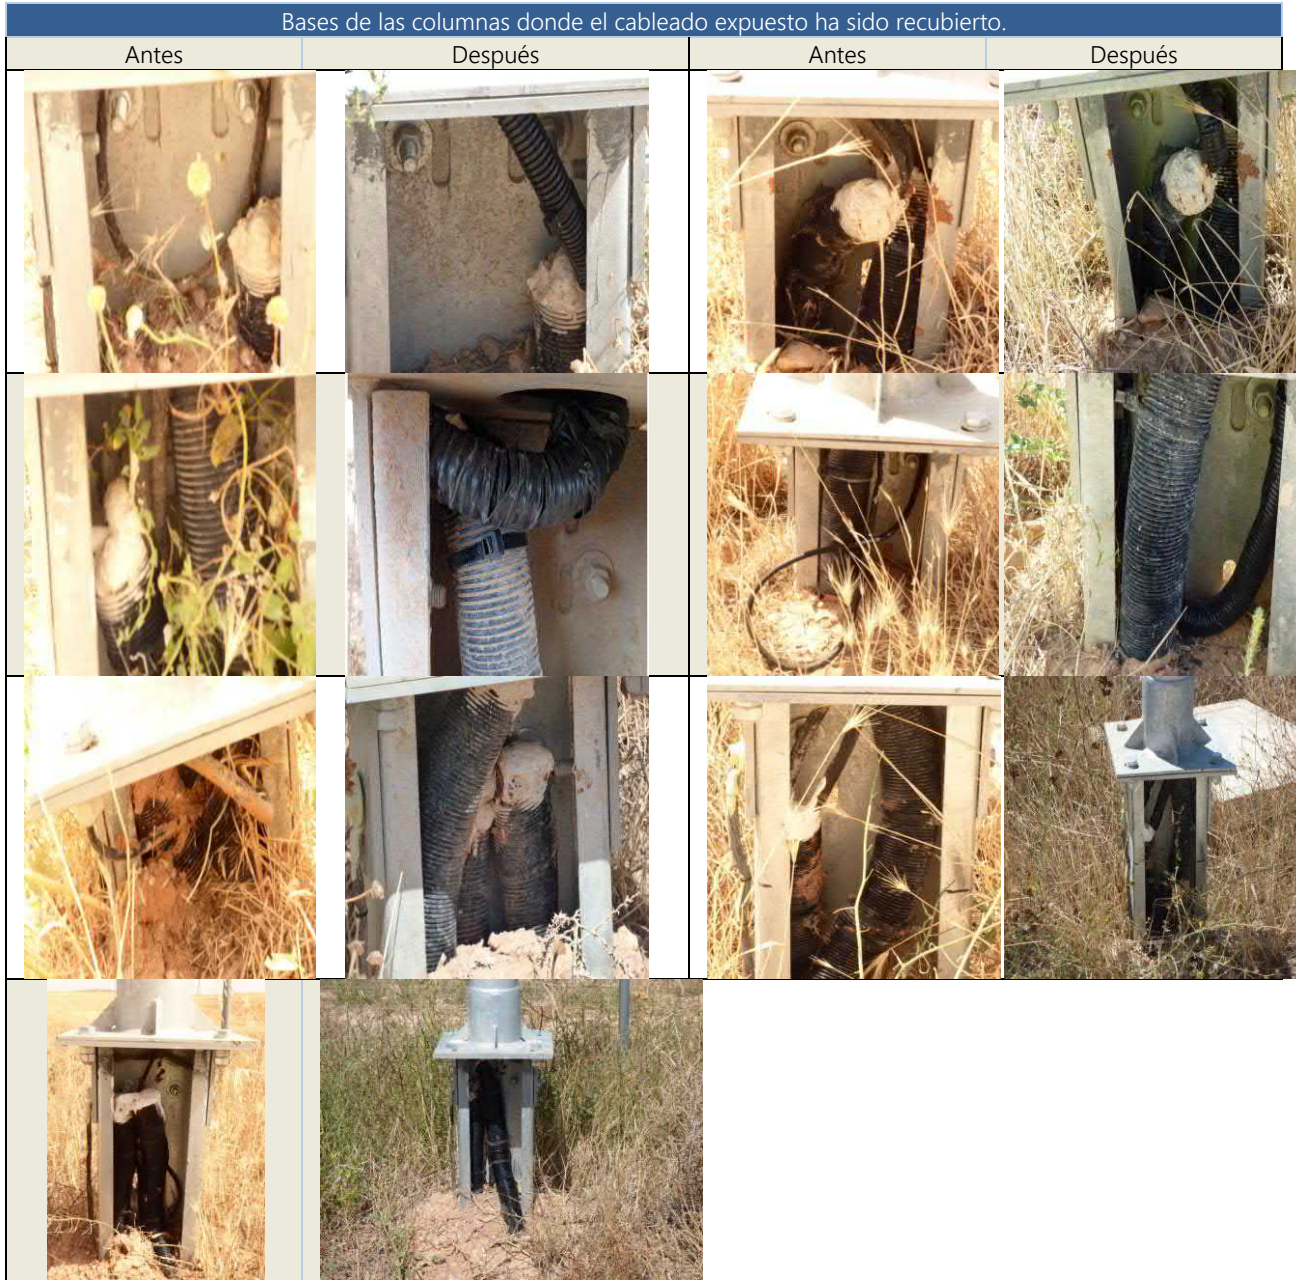 Bases de las columnas donde el cableado expuesto ha sido recubierto.
Antes Después Antes Después